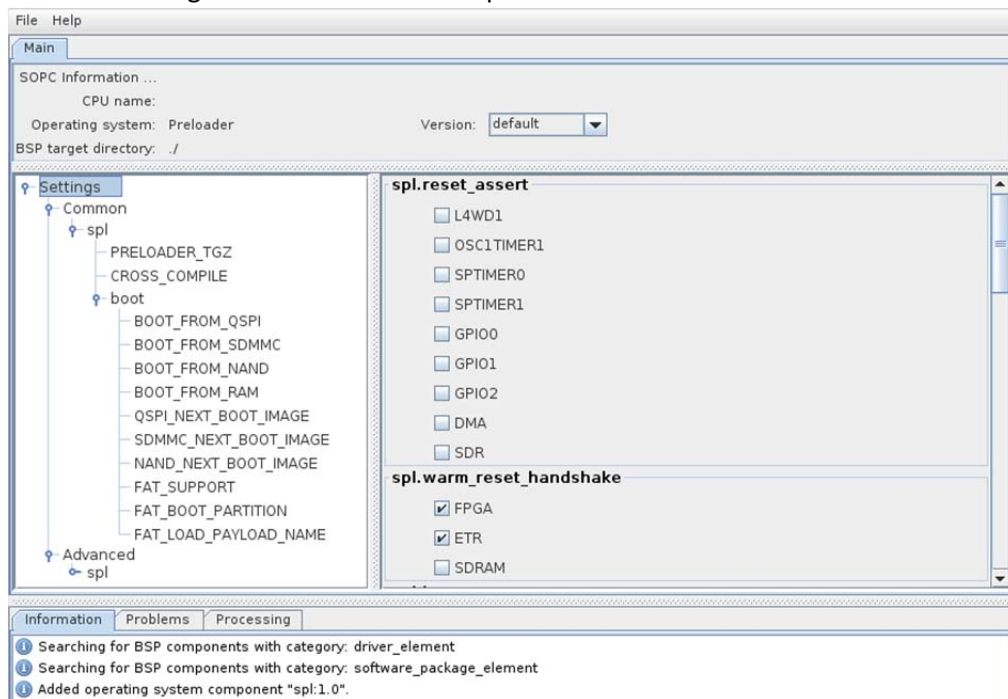 File Help
Main
SOPC Information ...
CPU name:
Operating system: Preloader Version: default
BSP target directory: ./
Settings
Common
spl
PRELOADER_TGZ
CROSS_COMPILE
boot
BOOT_FROM_QSPI
BOOT_FROM_SDMMC
BOOT_FROM_NAND
BOOT_FROM_RAM
QSPI_NEXT_BOOT_IMAGE
SDMMC_NEXT_BOOT_IMAGE
NAND_NEXT_BOOT_IMAGE
FAT_SUPPORT
FAT_BOOT_PARTITION
FAT_LOAD_PAYLOAD_NAME
Advanced
spl
spl.reset_assert
L4WD1
OSC1TIMER1
SPTIMER0
SPTIMER1
GPIO0
GPIO1
GPIO2
DMA
SDR
spl.warm_reset_handshake
FPGA
ETR
SDRAM
Information Problems Processing
Searching for BSP components with category: driver_element
Searching for BSP components with category: software_package_element
Added operating system component "spl:1.0".